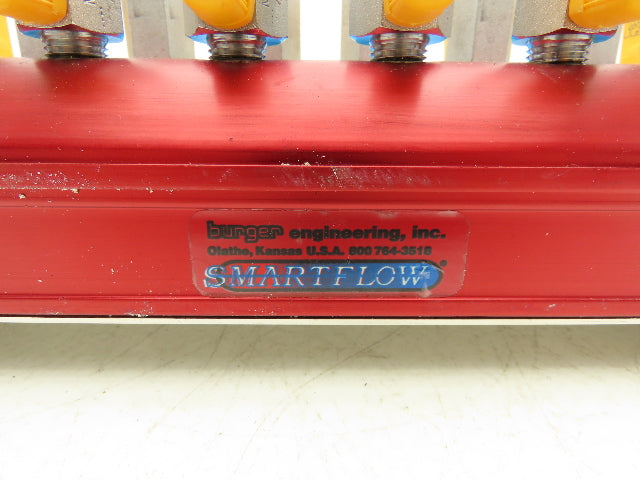 burger engineering, inc.
Olathe, Kansas U.S.A. 800 764-3518
SMARTFLOW®